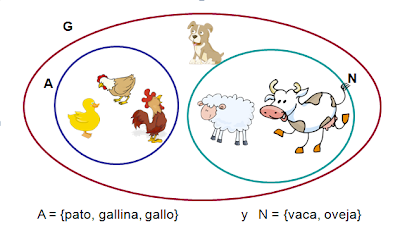 G
A
N
A = {pato, gallina, gallo} y N = {vaca, oveja}